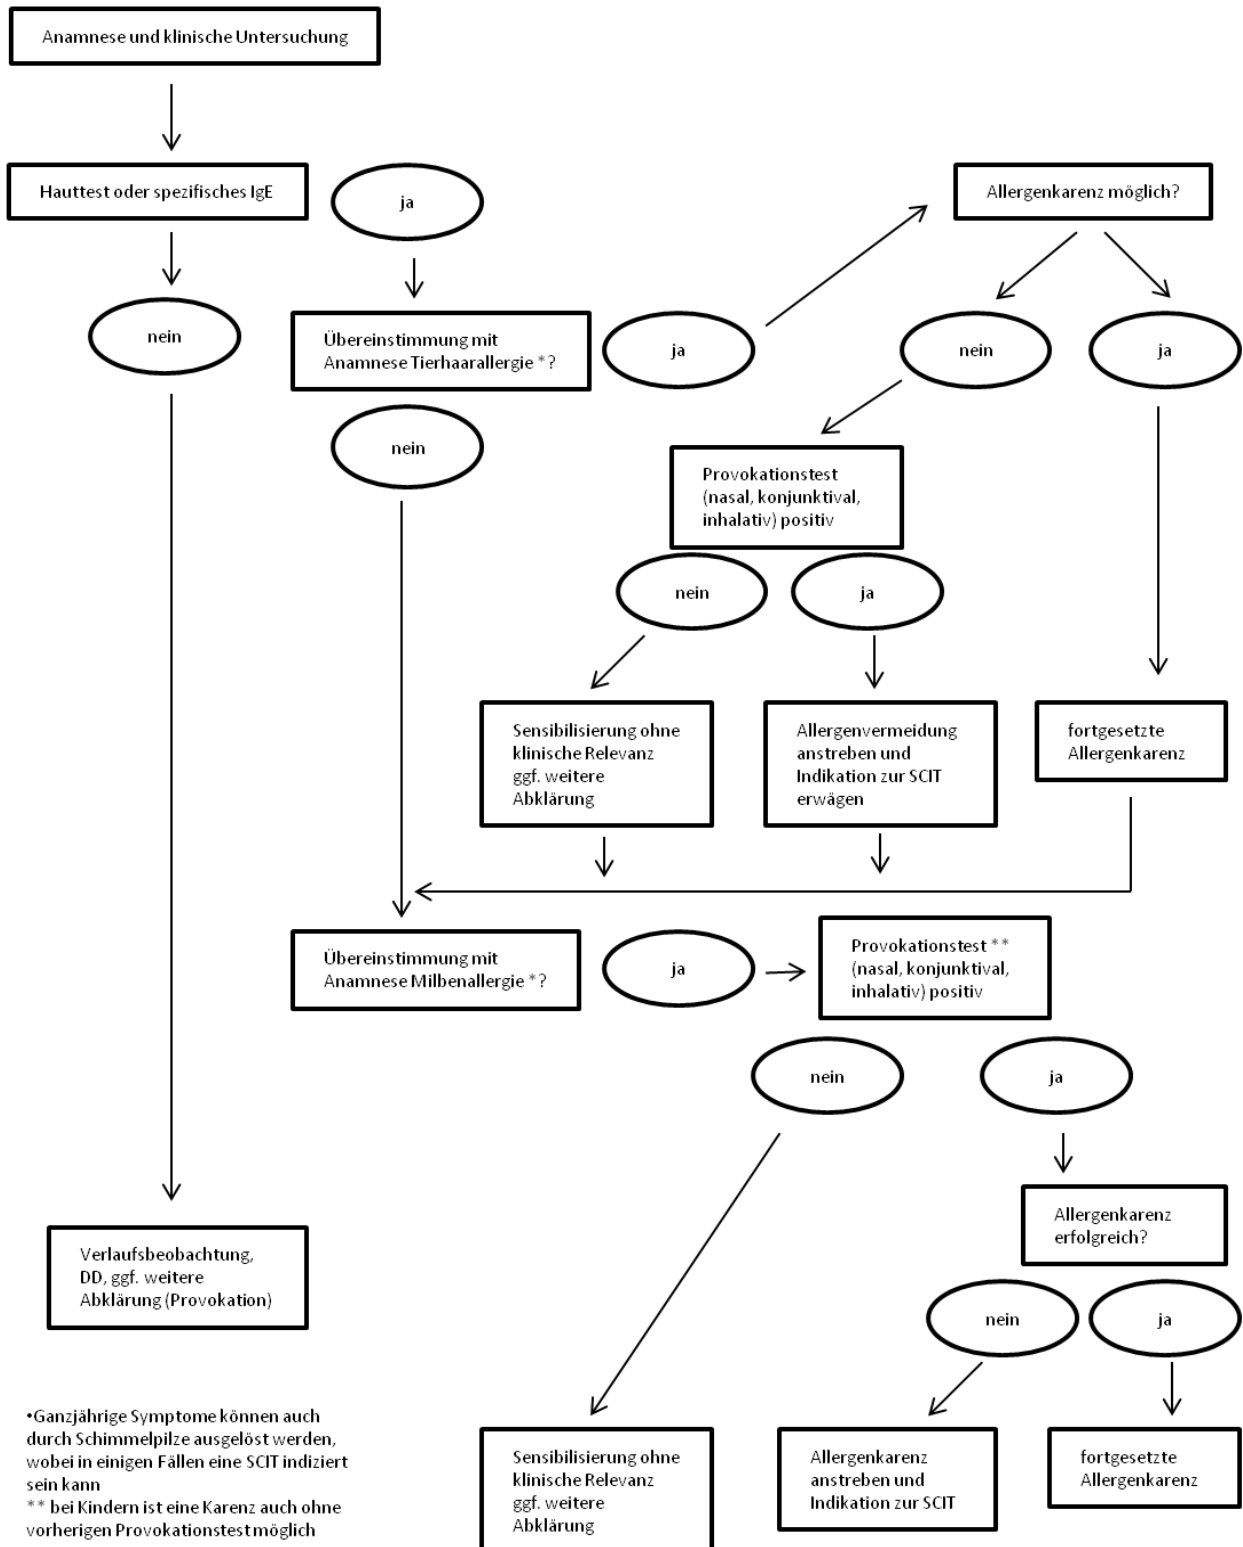 Anamnese und klinische Untersuchung
Hauttest oder spezifisches IgE
ja
Allergenkarenz möglich?
nein
Übereinstimmung mit
Anamnese Tierhaarallergie *?
ja
nein
ja
nein
Provokationstest
(nasal, konjunktival,
inhalativ) positiv
nein
ja
Sensibilisierung ohne
klinische Relevanz
ggf. weitere
Abklärung
Allergenvermeidung
anstreben und
Indikation zur SCIT
erwägen
fortgesetzte
Allergenkarenz
Übereinstimmung mit
Anamnese Milbenallergie *?
ja
Provokationstest **
(nasal, konjunktival,
inhalativ) positiv
nein
ja
Allergenkarenz
erfolgreich?
Verlaufsbeobachtung,
DD, ggf. weitere
Abklärung (Provokation)
nein
ja
Sensibilisierung ohne
klinische Relevanz
ggf. weitere
Abklärung
Allergenkarenz
anstreben und
Indikation zur SCIT
fortgesetzte
Allergenkarenz
•Ganzjährige Symptome können auch
durch Schimmelpilze ausgelöst werden,
wobei in einigen Fällen eine SCIT indiziert
sein kann
** bei Kindern ist eine Karenz auch ohne
vorherigen Provokationstest möglich